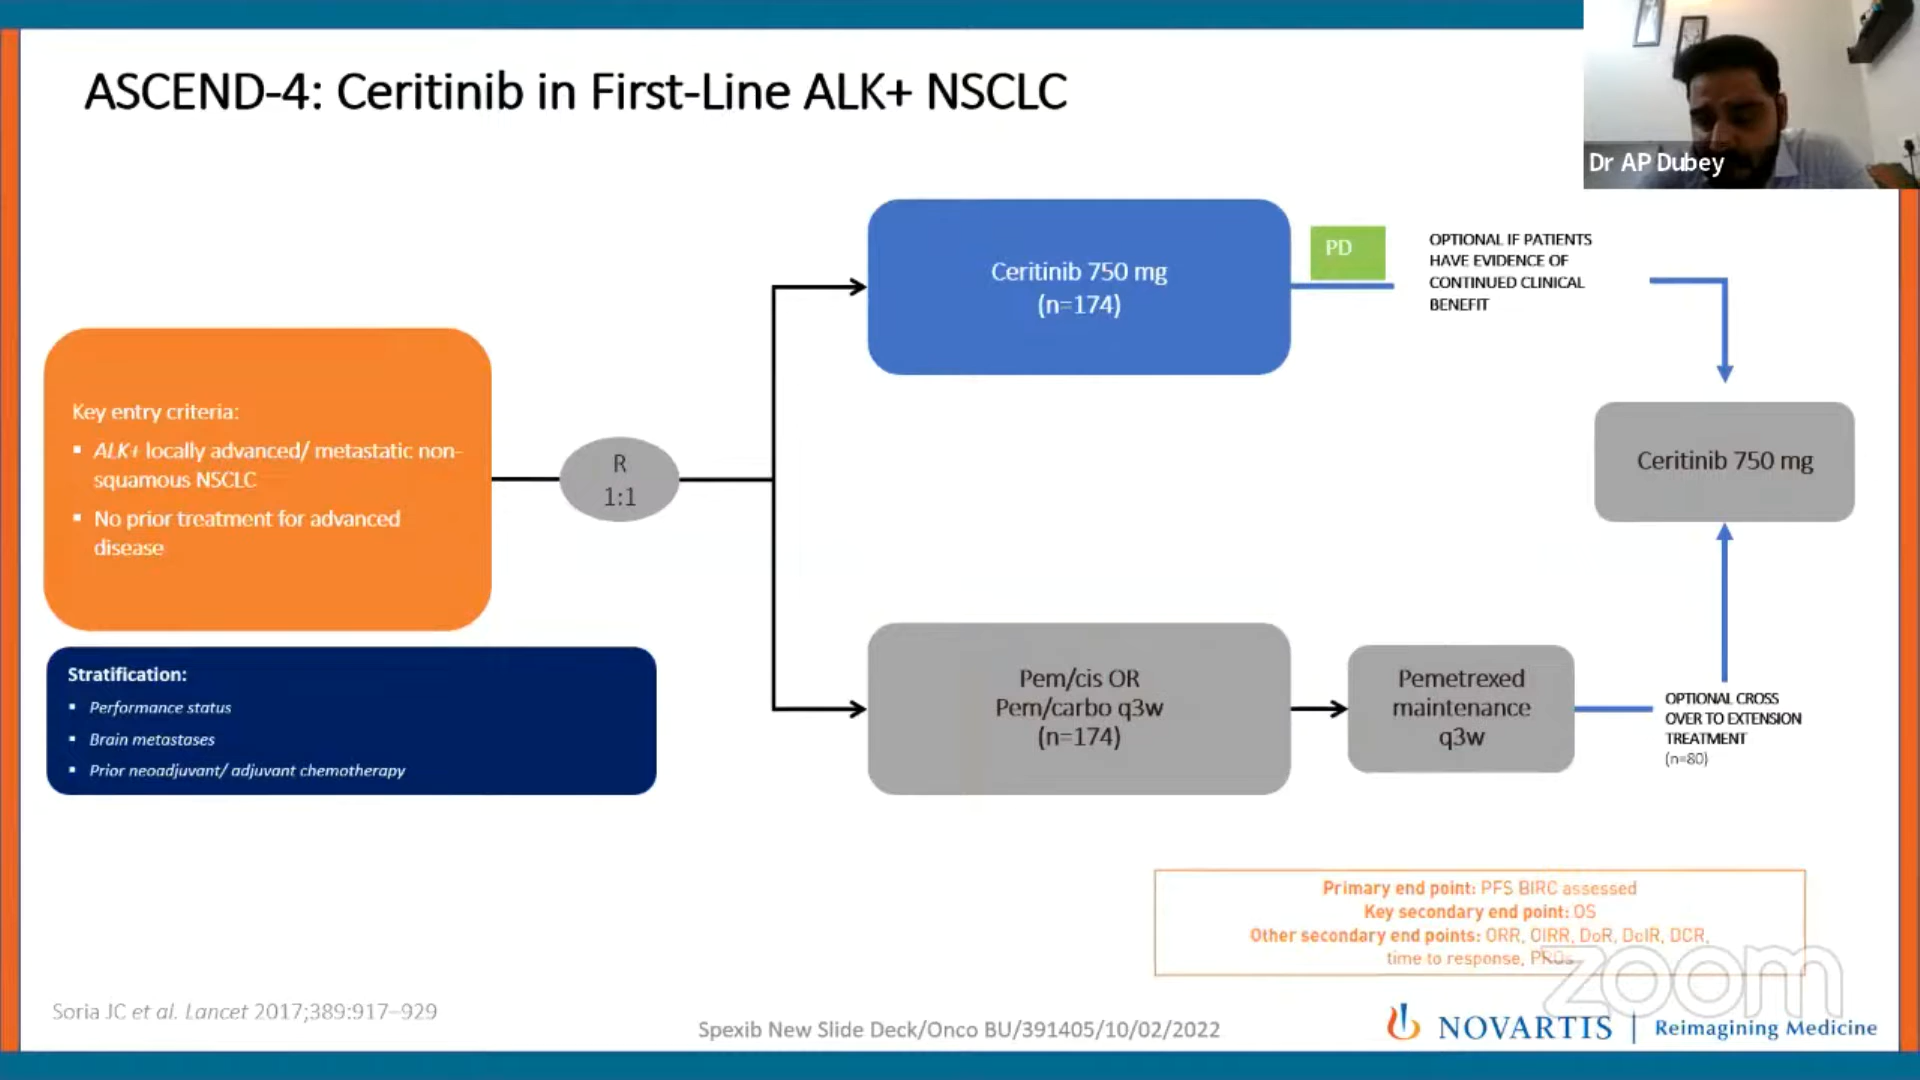 ASCEND-4: Ceritinib in First-Line ALK+ NSCLC
Dr AP Dubey
Ceritinib 750 mg
(n=174)
PD
OPTIONAL IF PATIENTS
HAVE EVIDENCE OF
CONTINUED CLINICAL
BENEFIT
Key entry criteria:
▪ ALK+ locally advanced/ metastatic non-
squamous NSCLC
▪ No prior treatment for advanced
disease
R
1:1
Ceritinib 750 mg
Stratification:
▪ Performance status
▪ Brain metastases
▪ Prior neoadjuvant/ adjuvant chemotherapy
Pem/cis OR
Pem/carbo q3w
(n=174)
Pemetrexed
maintenance
q3w
OPTIONAL CROSS
OVER TO EXTENSION
TREATMENT
(n=80)
Primary end point: PFS BIRC assessed
Key secondary end point: OS
Other secondary end points: ORR, OIRR, DoR, DoIR, DCR,
time to response, PROs
zoom
Soria JC et al. Lancet 2017;389:917–929
Spexib New Slide Deck/Onco BU/391405/10/02/2022
NOVARTIS | Reimagining Medicine